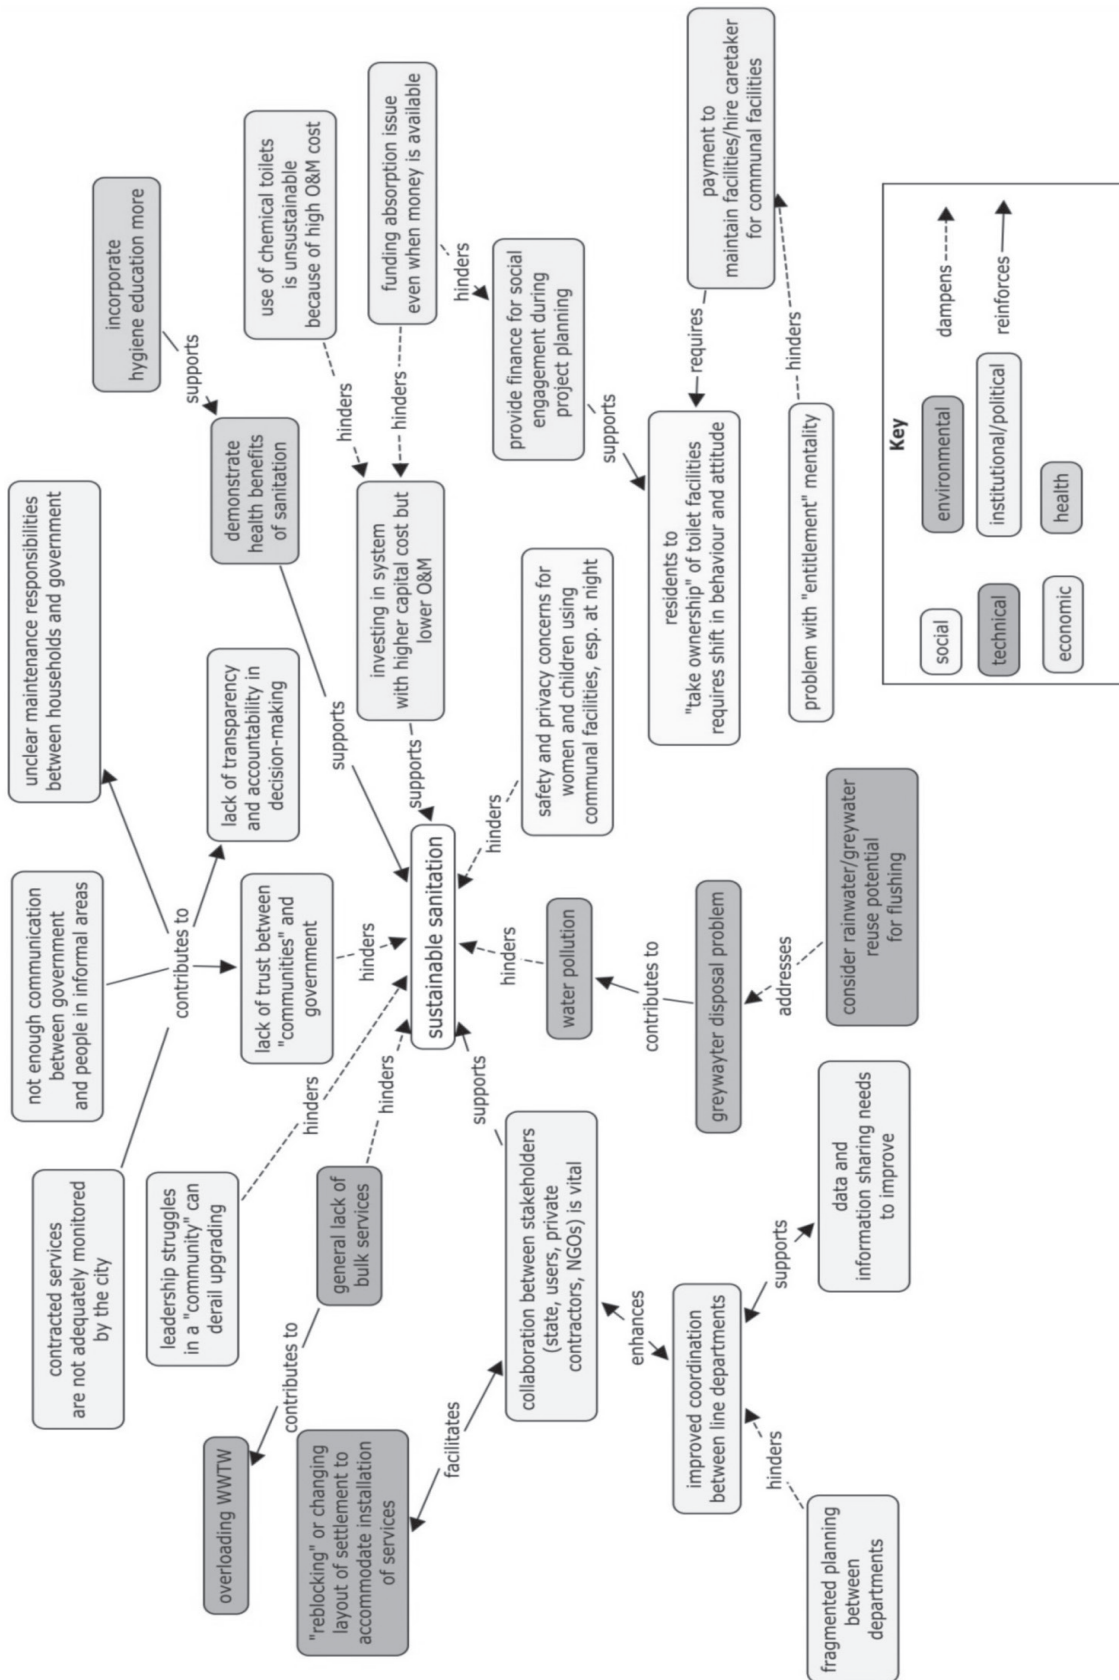 contracted services
are not adequately monitored
by the city
not enough communication
between government
and people in informal areas
unclear maintenance responsibilities
between households and government
contributes to
leadership struggles
in a "community" can
derail upgrading
lack of trust between
"communities" and
government
lack of transparency
and accountability in
decision-making
incorporate
hygiene education more
supports
demonstrate
health benefits
of sanitation
overloading WWTW
contributes to
general lack of
bulk services
hinders
hinders
hinders
supports
use of chemical toilets
is unsustainable
because of high O&M cost
hinders
"reblocking" or changing
layout of settlement to
accommodate installation
of services
facilitates
sustainable sanitation
supports
investing in system
with higher capital cost but
lower O&M
hinders
funding absorption issue
even when money is available
hinders
collaboration between stakeholders
(state, users, private
contractors, NGOs) is vital
supports
hinders
water pollution
hinders
safety and privacy concerns for
women and children using
communal facilities, esp. at night
provide finance for social
engagement during
project planning
supports
enhances
contributes to
improved coordination
between line departments
greywayter disposal problem
residents to
"take ownership" of toilet facilities
requires shift in behaviour and attitude
requires
payment to
maintain facilities/hire caretaker
for communal facilities
hinders
supports
addresses
problem with "entitlement" mentality
hinders
fragmented planning
between
departments
data and
information sharing needs
to improve
consider rainwater/greywater
reuse potential
for flushing
Key
social
environmental
dampens
technical
institutional/political
reinforces
economic
health